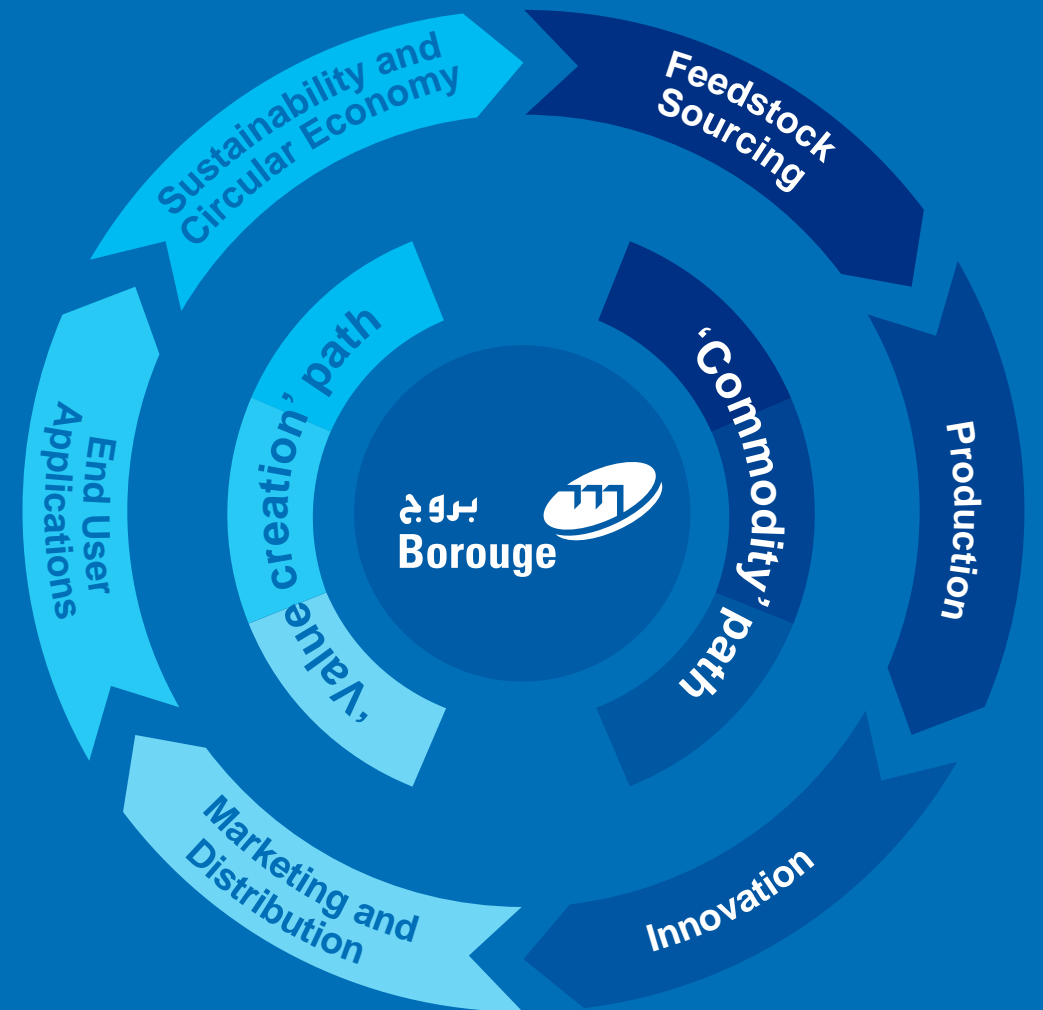 Feedstock
Sourcing
Production
Innovation
Marketing and
Distribution
End User
Applications
Sustainability and
Circular Economy
‘Commodity’ path
‘Value creation’ path
بروج
Borouge